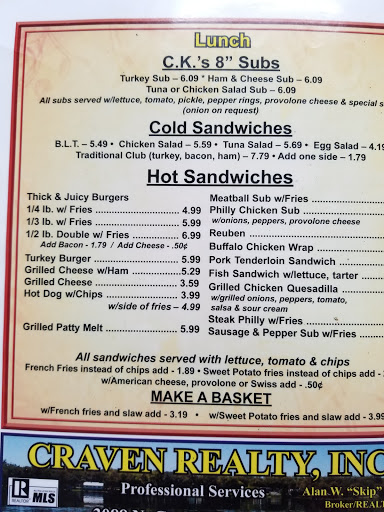 Lunch
C.K.'s 8" Subs
Turkey Sub – 6.09 * Ham & Cheese Sub – 6.09
Tuna or Chicken Salad Sub – 6.09
All subs served w/lettuce, tomato, pickle, pepper rings, provolone cheese & special s
(onion on request)
Cold Sandwiches
B.L.T. – 5.49 • Chicken Salad – 5.59 • Tuna Salad – 5.69 • Egg Salad – 4.19
Traditional Club (turkey, bacon, ham) – 7.79 • Add one side – 1.79
Hot Sandwiches
Thick & Juicy Burgers
1/4 lb. w/ Fries 4.99
1/3 lb. w/ Fries 5.99
1/2 lb. Double w/ Fries 6.99
Add Bacon - 1.79 / Add Cheese - .50¢
Turkey Burger 5.99
Grilled Cheese w/Ham 5.29
Grilled Cheese 3.59
Hot Dog w/Chips 3.99
w/side of fries – 4.99
Grilled Patty Melt 5.99
Meatball Sub w/Fries
Philly Chicken Sub
w/onions, peppers, provolone cheese
Reuben
Buffalo Chicken Wrap
Pork Tenderloin Sandwich
Fish Sandwich w/lettuce, tarter
Grilled Chicken Quesadilla
w/grilled onions, peppers, tomato,
salsa & sour cream
Steak Philly w/Fries
Sausage & Pepper Sub w/Fries
All sandwiches served with lettuce, tomato & chips
French Fries instead of chips add - 1.89 • Sweet Potato fries instead of chips add -
w/American cheese, provolone or Swiss add - .50¢
MAKE A BASKET
w/French fries and slaw add - 3.19 • w/Sweet Potato fries and slaw add - 3.99
CRAVEN REALTY, INC
Professional Services
Alan W. "Skip"
Broker/REAL
R
REALTOR
MLS